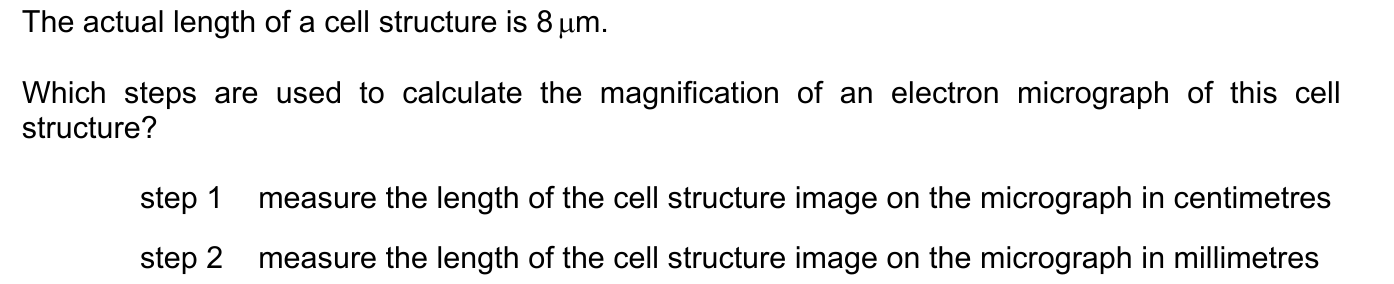 The actual length of a cell structure is 8 μm.
Which steps are used to calculate the magnification of an electron micrograph of this cell
structure?
step 1 measure the length of the cell structure image on the micrograph in centimetres
step 2 measure the length of the cell structure image on the micrograph in millimetres